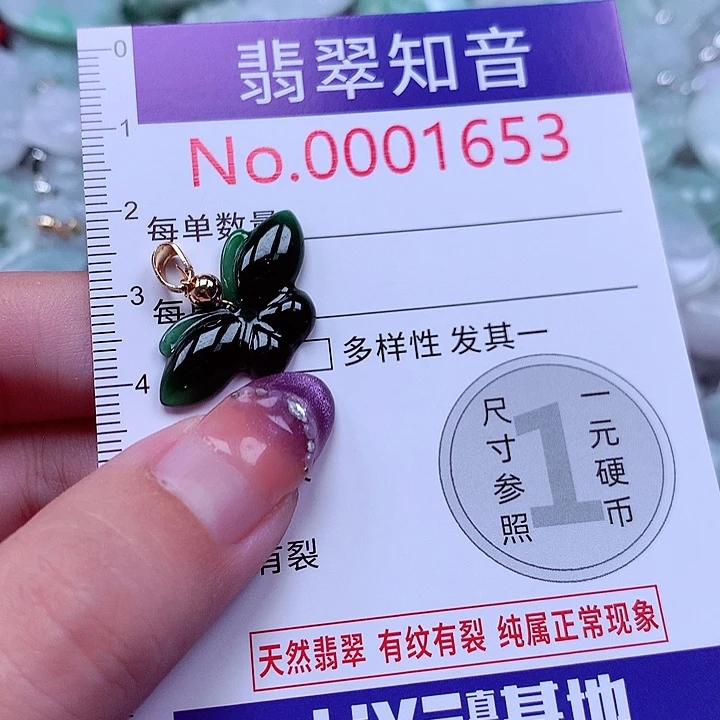 翡翠知音
No.0001653
0
1
2
每单数量
3
每
多样性 发其一
4
尺寸参照
1
一元硬币
有裂
天然翡翠 有纹有裂 纯属正常现象
基地